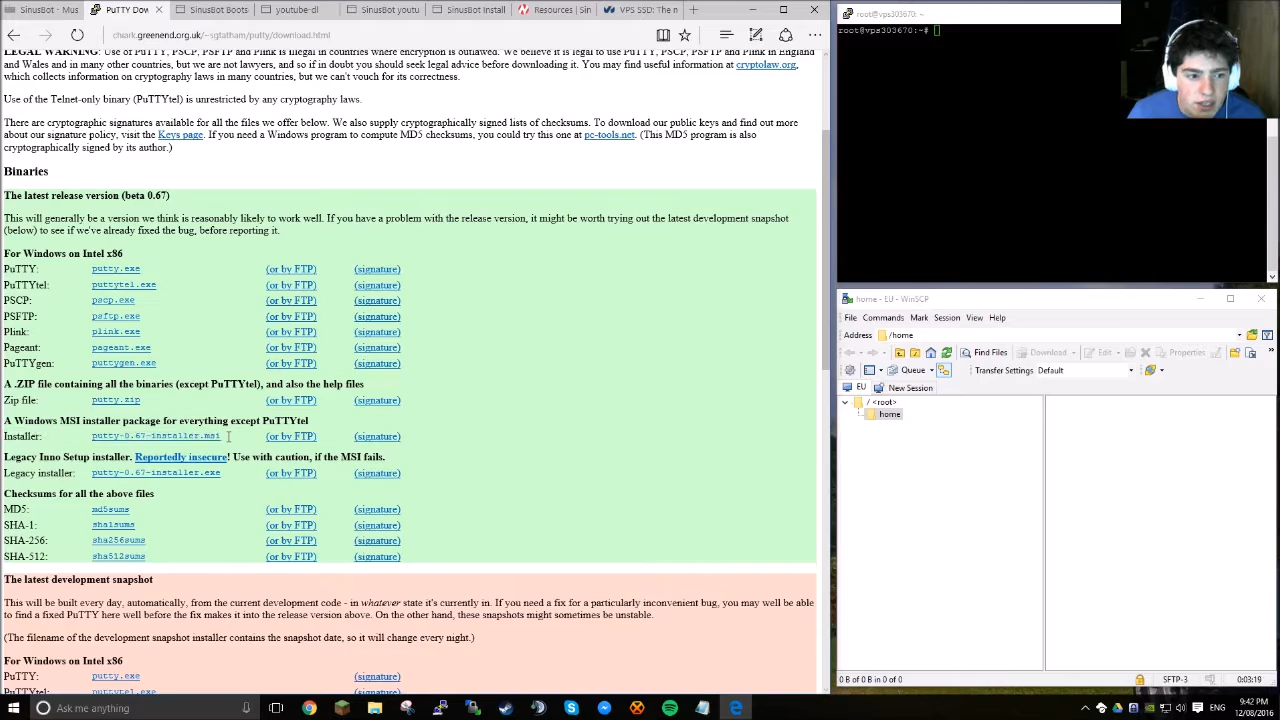 SinusBot - Mus
PuTTY Dow
SinusBot Boots
youtube-dl
SinusBot youtu
SinusBot Install
Resources | Sin
VPS SSD: The n
chiark.greenend.org.uk/~sgtatham/putty/download.html
LEGAL WARNING: Use of PuTTY, PSCP, PSFTP and Plink is illegal in countries where encryption is outlawed. We believe it is legal to use PuTTY, PSCP, PSFTP and Plink in England
and Wales and in many other countries, but we are not lawyers, and so if in doubt you should seek legal advice before downloading it. You may find useful information at cryptolaw.org,
which collects information on cryptography laws in many countries, but we can't vouch for its correctness.
Use of the Telnet-only binary (PuTTYtel) is unrestricted by any cryptography laws.
There are cryptographic signatures available for all the files we offer below. We also supply cryptographically signed lists of checksums. To download our public keys and find out more
about our signature policy, visit the Keys page. If you need a Windows program to compute MD5 checksums, you could try this one at pc-tools.net. (This MD5 program is also
cryptographically signed by its author.)
Binaries
The latest release version (beta 0.67)
This will generally be a version we think is reasonably likely to work well. If you have a problem with the release version, it might be worth trying out the latest development snapshot
(below) to see if we've already fixed the bug, before reporting it.
For Windows on Intel x86
PuTTY: putty.exe (or by FTP) (signature)
PuTTYtel: puttytel.exe (or by FTP) (signature)
PSCP: pscp.exe (or by FTP) (signature)
PSFTP: psftp.exe (or by FTP) (signature)
Plink: plink.exe (or by FTP) (signature)
Pageant: pageant.exe (or by FTP) (signature)
PuTTYgen: puttygen.exe (or by FTP) (signature)
A .ZIP file containing all the binaries (except PuTTYtel), and also the help files
Zip file: putty.zip (or by FTP) (signature)
A Windows MSI installer package for everything except PuTTYtel
Installer: putty-0.67-installer.msi (or by FTP) (signature)
Legacy Inno Setup installer. Reportedly insecure! Use with caution, if the MSI fails.
Legacy installer: putty-0.67-installer.exe (or by FTP) (signature)
Checksums for all the above files
MD5: md5sums (or by FTP) (signature)
SHA-1: sha1sums (or by FTP) (signature)
SHA-256: sha256sums (or by FTP) (signature)
SHA-512: sha512sums (or by FTP) (signature)
The latest development snapshot
This will be built every day, automatically, from the current development code - in whatever state it's currently in. If you need a fix for a particularly inconvenient bug, you may well be able
to find a fixed PuTTY here well before the fix makes it into the release version above. On the other hand, these snapshots might sometimes be unstable.
(The filename of the development snapshot installer contains the snapshot date, so it will change every night.)
For Windows on Intel x86
PuTTY: putty.exe (signature)
PuTTYtel: puttytel.exe (signature)
root@vps303670: ~
root@vps303670:~#
home - EU - WinSCP
File Commands Mark Session View Help
Address /home
Find Files Download Edit Properties
Queue Transfer Settings Default
EU New Session
/ <root>
home
0 B of 0 B in 0 of 0 SFTP-3 0:03:19
Ask me anything
ENG 9:42 PM
12/08/2016